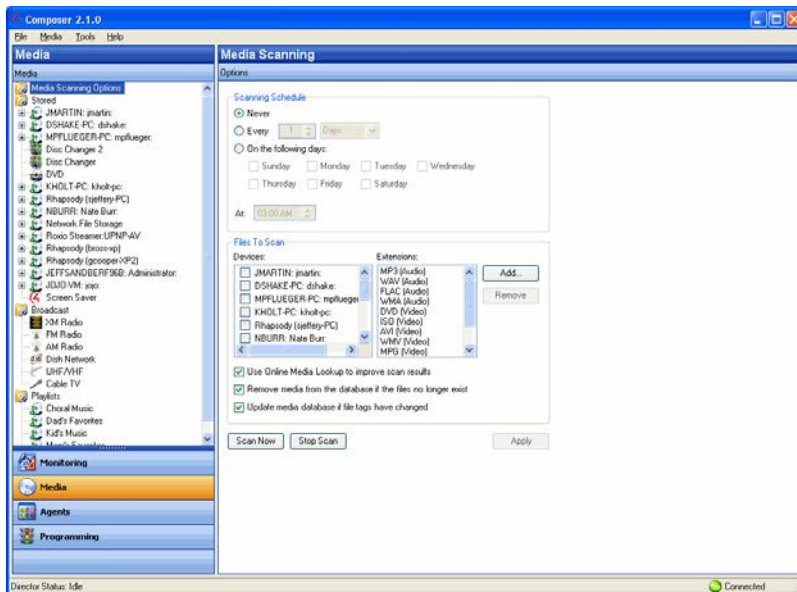 Composer 2.1.0
File Media Tools Help
Media
Media
Media Scanning Options
Stored
JMARTIN: jmartin:
DSHAKE-PC: dshake:
MPFLUEGER-PC: mpflueger:
Disc Changer 2
Disc Changer
DVD
KHOLT-PC: kholt-pc:
Rhapsody (sjeffery-PC)
NBURR: Nate Burr:
Network File Storage
Roxio Streamer:UPNP-AV
Rhapsody (bross-xp)
Rhapsody (gcooper-XP2)
JEFFSANDBERF96B: Administrator:
JOJO-VM: jojo:
Screen Saver
Broadcast
XM Radio
FM Radio
AM Radio
Dish Network
UHF/VHF
Cable TV
Playlists
Choral Music
Dad's Favorites
Kid's Music
Mom's Favorites
Monitoring
Media
Agents
Programming
Media Scanning
Options
Scanning Schedule
Never
Every 1 Days
On the following days:
Sunday Monday Tuesday Wednesday
Thursday Friday Saturday
At: 03:00 AM
Files To Scan
Devices:
JMARTIN: jmartin:
DSHAKE-PC: dshake:
MPFLUEGER-PC: mpflueger
KHOLT-PC: kholt-pc:
Rhapsody (sjeffery-PC)
NBURR: Nate Burr:
Extensions:
MP3 (Audio)
WAV (Audio)
FLAC (Audio)
WMA (Audio)
DVD (Video)
ISO (Video)
AVI (Video)
WMV (Video)
MPG (Video)
Add...
Remove
Use Online Media Lookup to improve scan results
Remove media from the database if the files no longer exist
Update media database if file tags have changed
Scan Now Stop Scan Apply
Director Status: Idle Connected